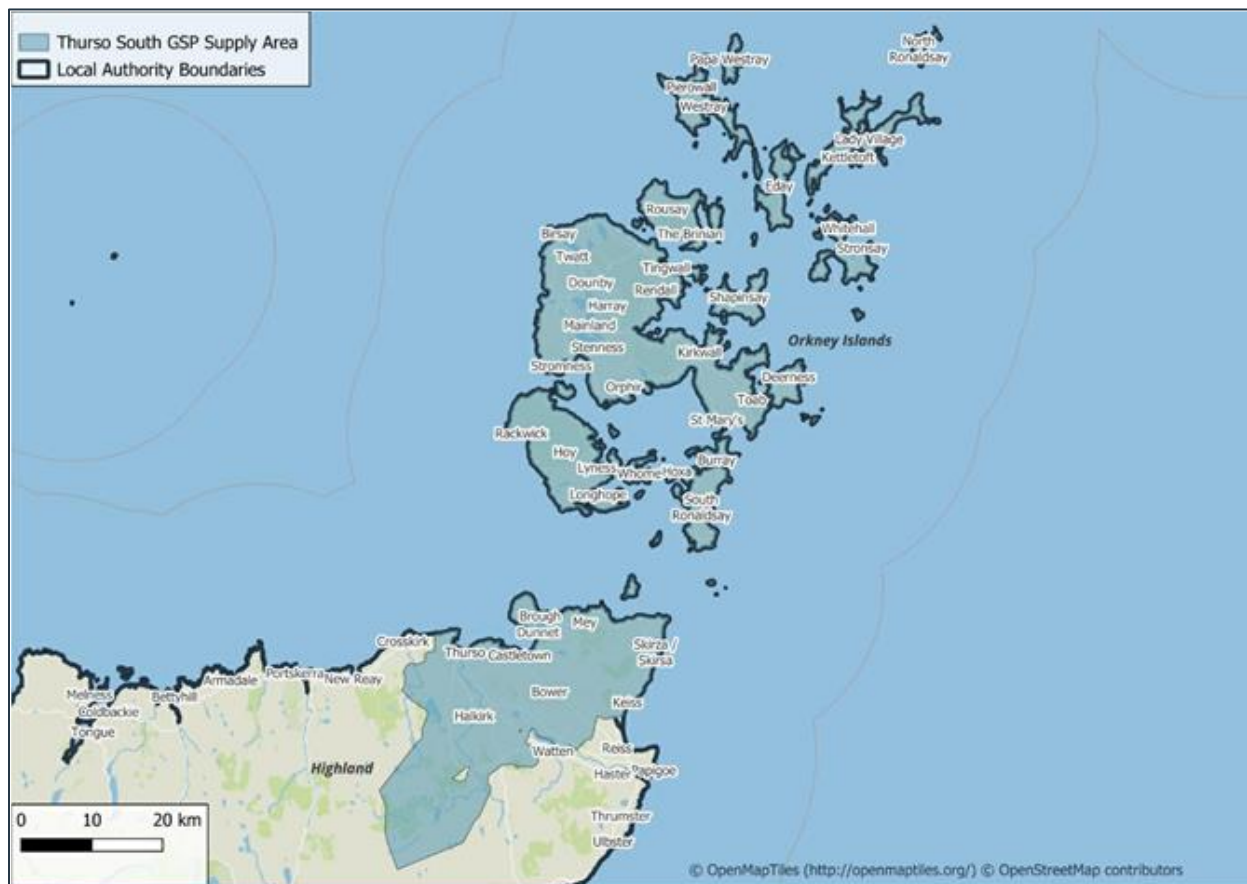 Thurso South GSP Supply Area
Local Authority Boundaries
North
Ronaldsay
Papa Westray
Pierowall
Westray
Lady Village
Kettletoft
Eday
Rousay
The Brinian
Whitehall
Stronsay
Birsay
Twatt
Tingwall
Dounby
Rendall
Shapinsay
Harray
Mainland
Stenness
Kirkwall
Orkney Islands
Stromness
Orphir
Deerness
Toab
St Mary's
Rackwick
Hoy
Lyness
Whome
Hoxa
Burray
Longhope
South
Ronaldsay
Brough
Dunnet
Mey
Crosskirk
Thurso
Castletown
Skirza /
Skirsa
Portskerra
New Reay
Armadale
Melness
Bettyhill
Coldbackie
Tongue
Bower
Keiss
Halkirk
Watten
Reiss
Highland
Haster
Papigoe
Thrumster
Ulbster
0 10 20 km
© OpenMapTiles (http://openmaptiles.org/) © OpenStreetMap contributors